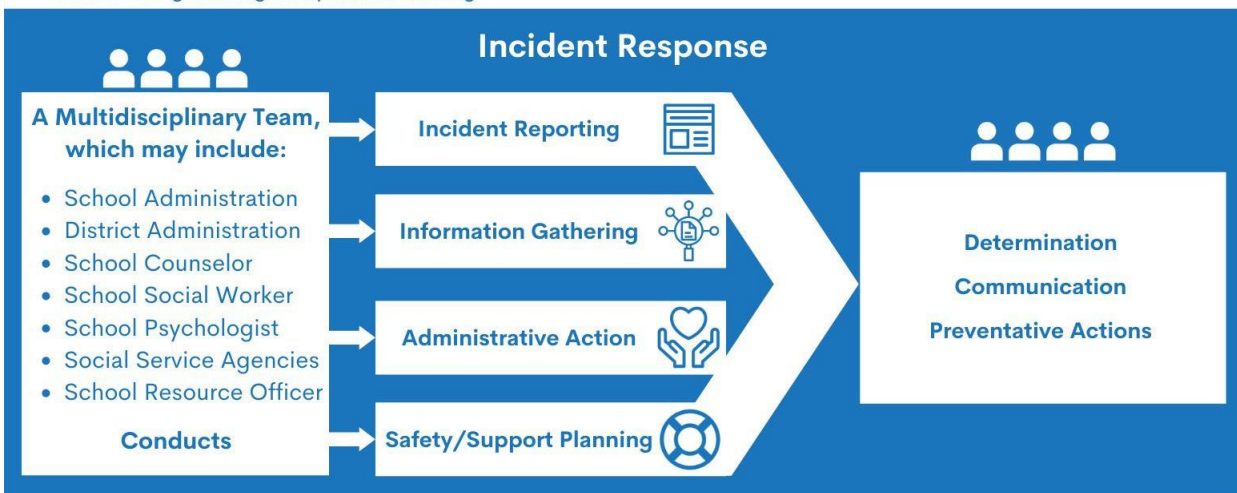 Incident Response
A Multidisciplinary Team,
which may include:
• School Administration
• District Administration
• School Counselor
• School Social Worker
• School Psychologist
• Social Service Agencies
• School Resource Officer
Conducts
Incident Reporting
Information Gathering
Administrative Action
Safety/Support Planning
Determination
Communication
Preventative Actions